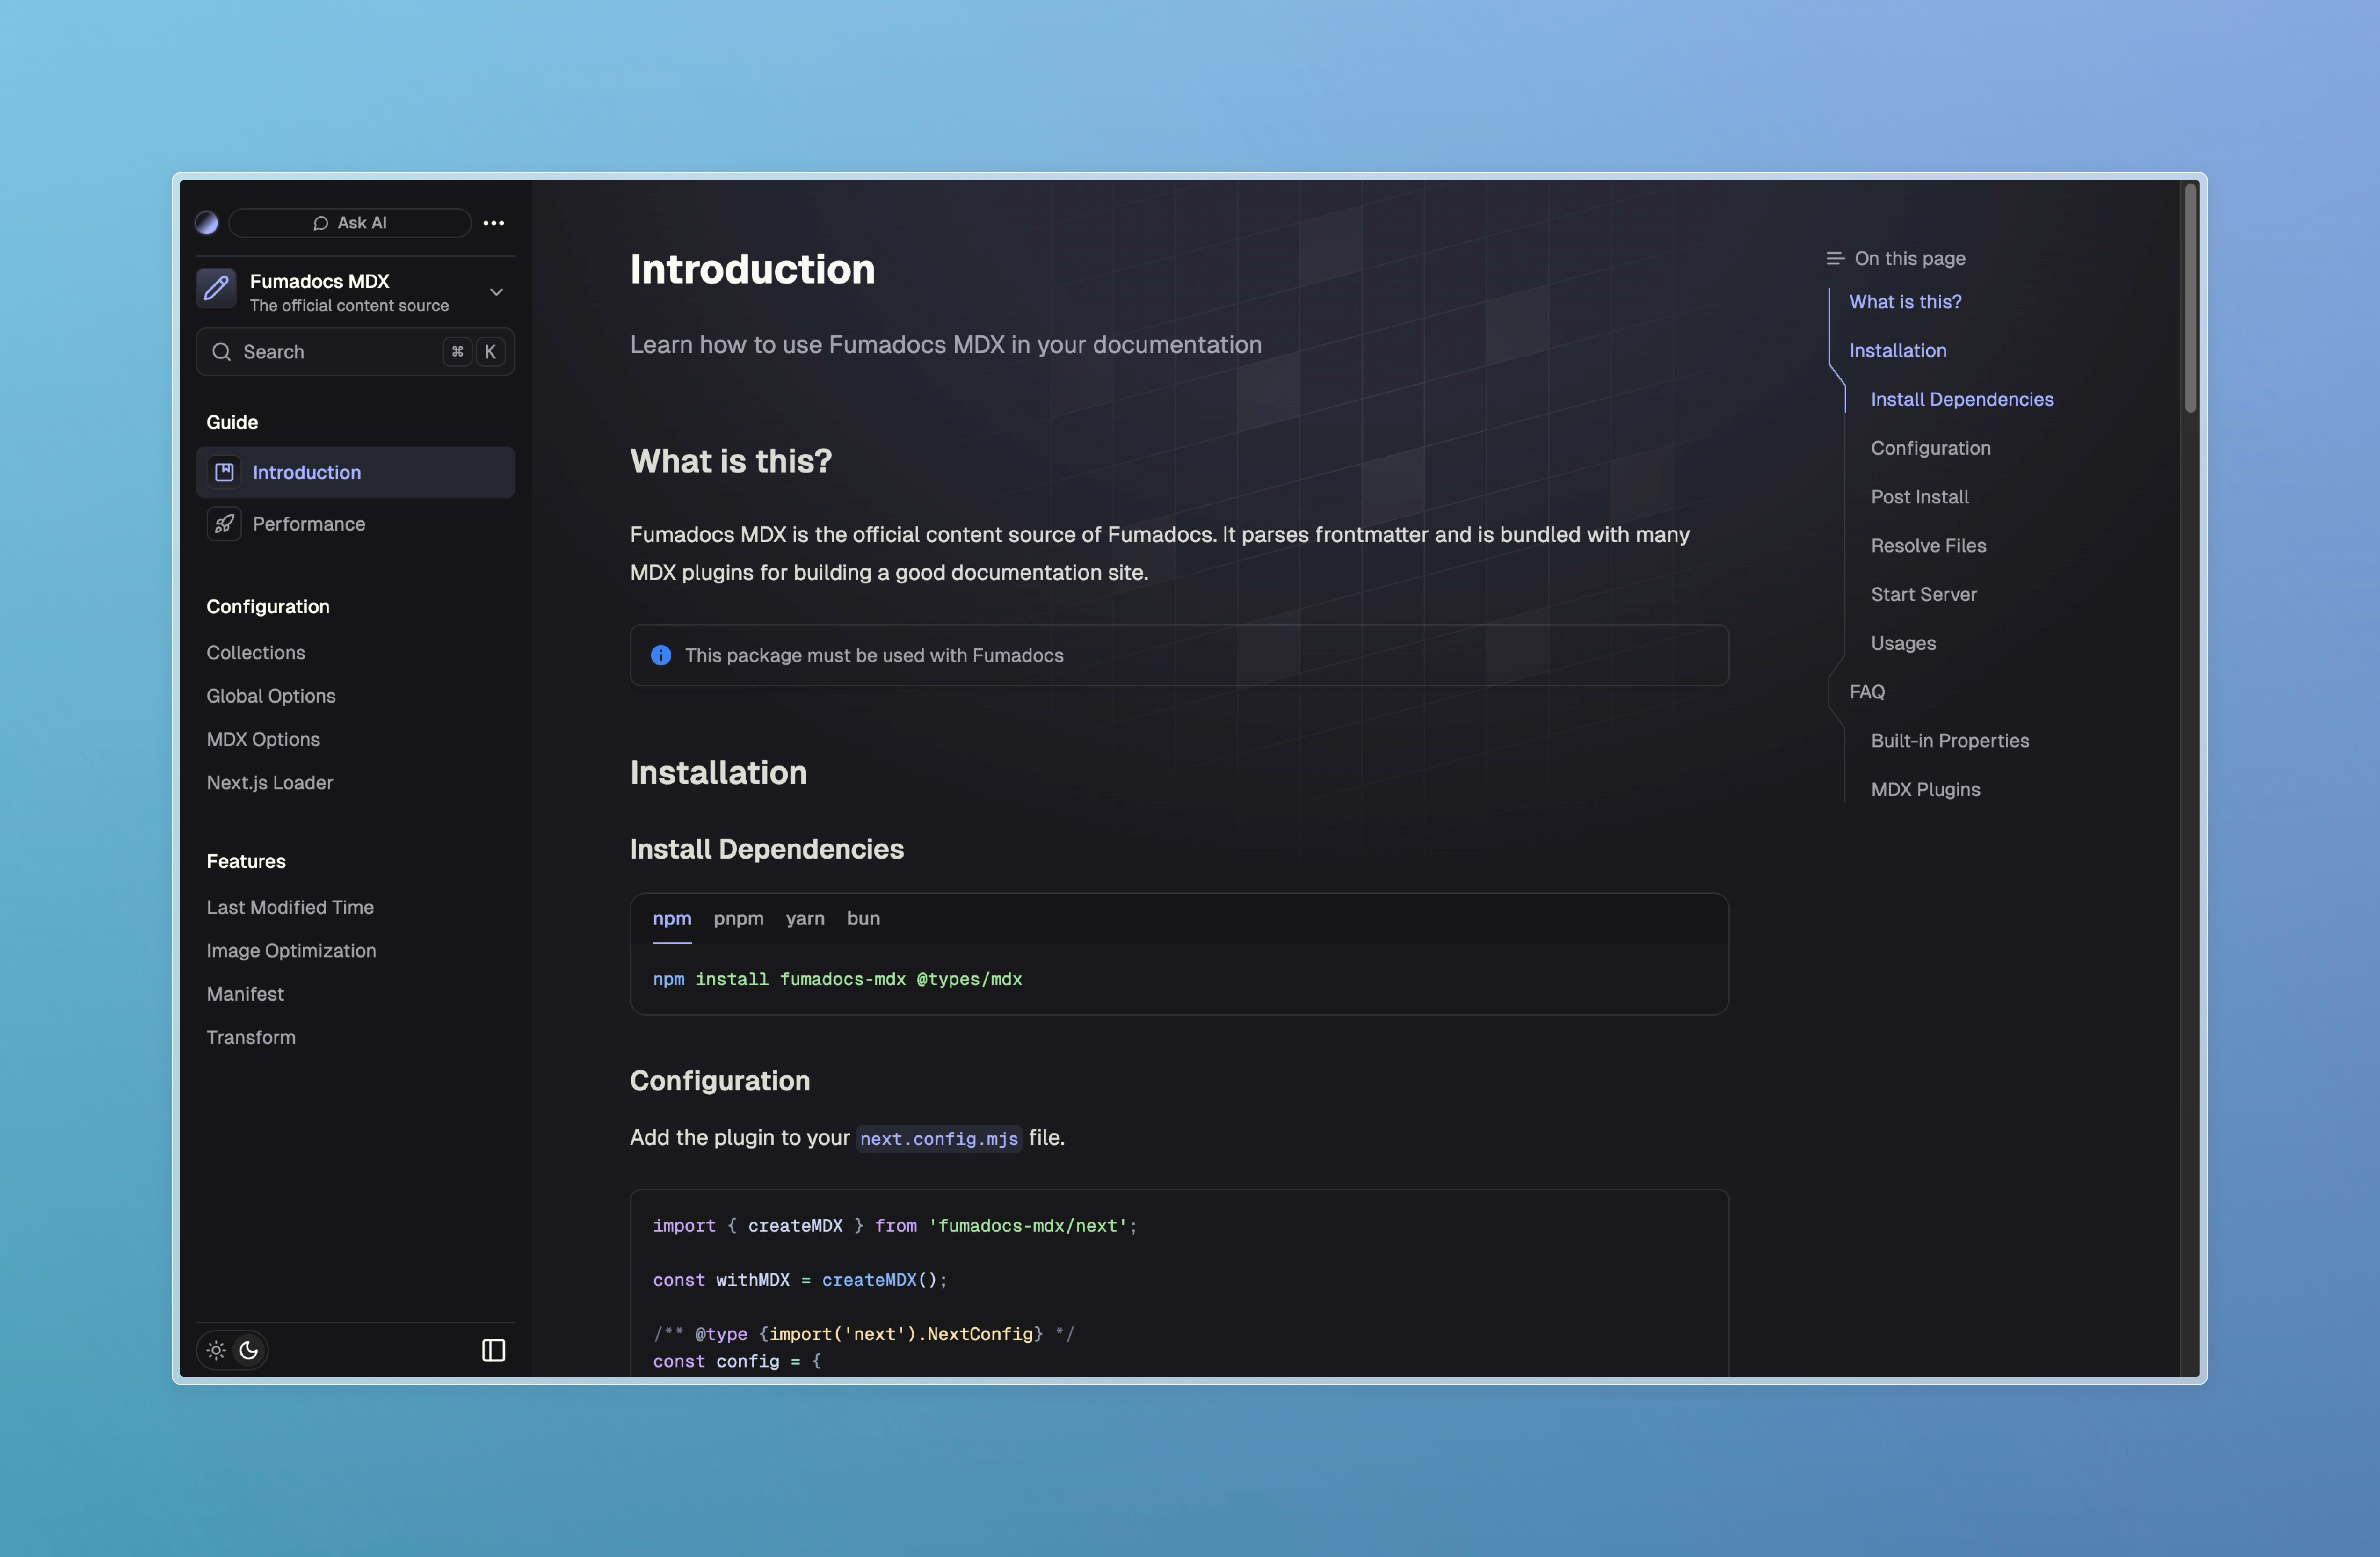 Ask AI
Fumadocs MDX
The official content source
Search
⌘ K
Guide
Introduction
Performance
Configuration
Collections
Global Options
MDX Options
Next.js Loader
Features
Last Modified Time
Image Optimization
Manifest
Transform
Introduction
Learn how to use Fumadocs MDX in your documentation
What is this?
Fumadocs MDX is the official content source of Fumadocs. It parses frontmatter and is bundled with many
MDX plugins for building a good documentation site.
This package must be used with Fumadocs
Installation
Install Dependencies
npm pnpm yarn bun
npm install fumadocs-mdx @types/mdx
Configuration
Add the plugin to your next.config.mjs file.
import { createMDX } from 'fumadocs-mdx/next';
const withMDX = createMDX();
/** @type {import('next').NextConfig} */
const config = {
On this page
What is this?
Installation
Install Dependencies
Configuration
Post Install
Resolve Files
Start Server
Usages
FAQ
Built-in Properties
MDX Plugins